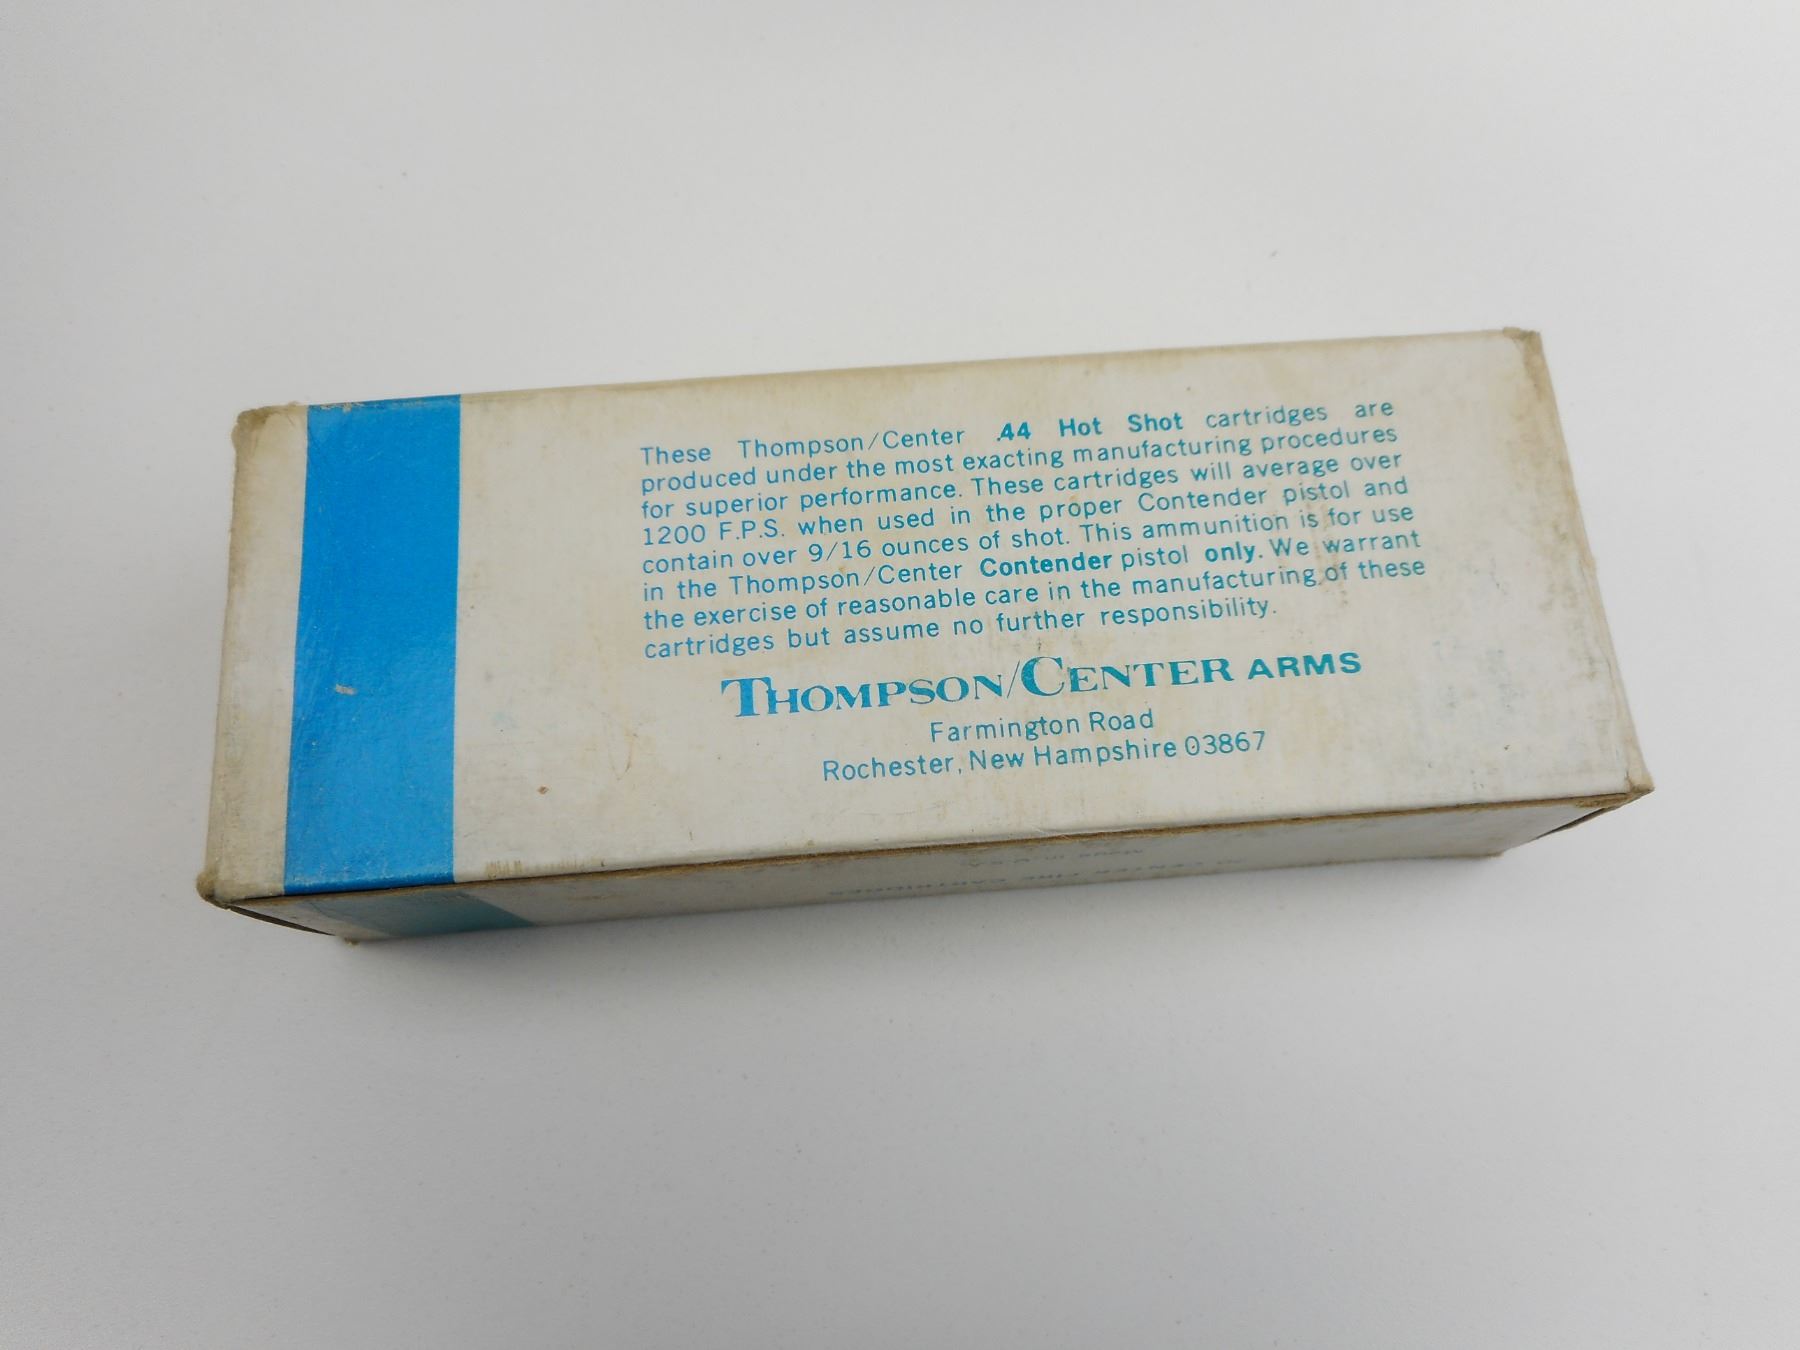 These Thompson/Center .44 Hot Shot cartridges are
produced under the most exacting manufacturing procedures
for superior performance. These cartridges will average over
1200 F.P.S. when used in the proper Contender pistol and
contain over 9/16 ounces of shot. This ammunition is for use
in the Thompson/Center Contender pistol only. We warrant
the exercise of reasonable care in the manufacturing of these
cartridges but assume no further responsibility.
THOMPSON/CENTER ARMS
Farmington Road
Rochester, New Hampshire 03867
CENTER FIRE CARTRIDGES